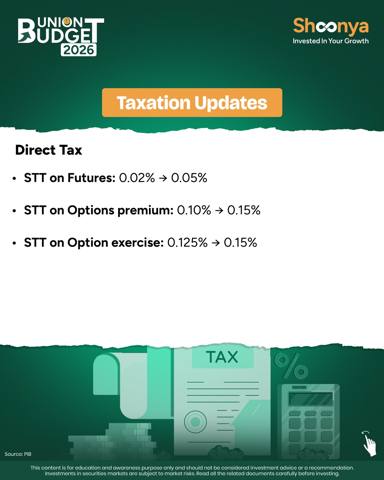 UNION
BUDGET
2026
Shoonya
Invested In Your Growth
Taxation Updates
Direct Tax
• STT on Futures: 0.02% → 0.05%
• STT on Options premium: 0.10% → 0.15%
• STT on Option exercise: 0.125% → 0.15%
TAX
%
Source: PIB
This content is for education and awareness purpose only and should not be considered investment advice or a recommendation.
Investments in securities markets are subject to market risks. Read all the related documents carefully before investing.